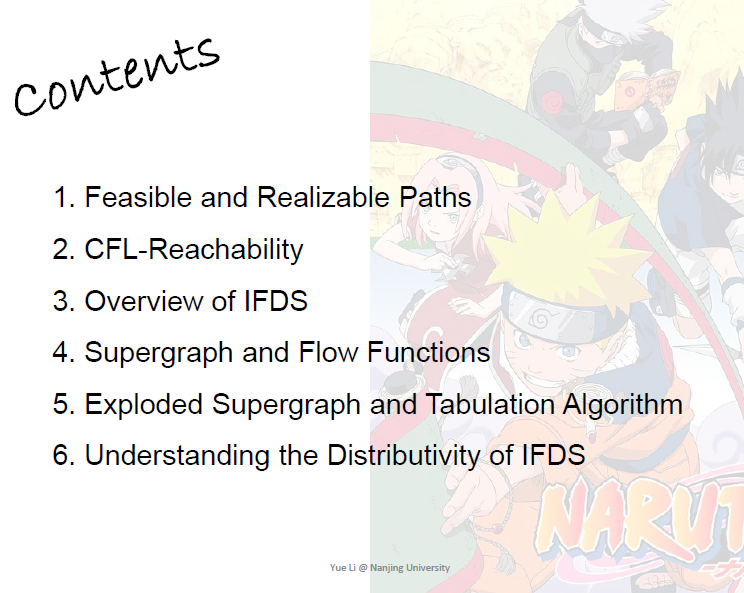 Contents
1. Feasible and Realizable Paths
2. CFL-Reachability
3. Overview of IFDS
4. Supergraph and Flow Functions
5. Exploded Supergraph and Tabulation Algorithm
6. Understanding the Distributivity of IFDS
NARUT
Yue Li @ Nanjing University